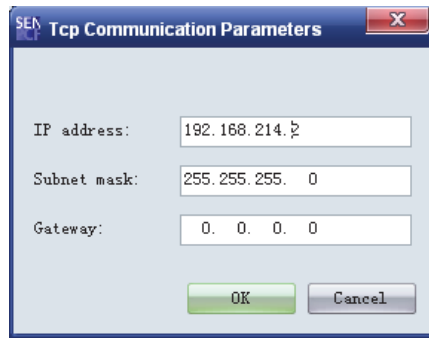 SEN
CF
Tcp Communication Parameters
X
IP address: 192.168.214.2
Subnet mask: 255.255.255. 0
Gateway: 0. 0. 0. 0
OK Cancel